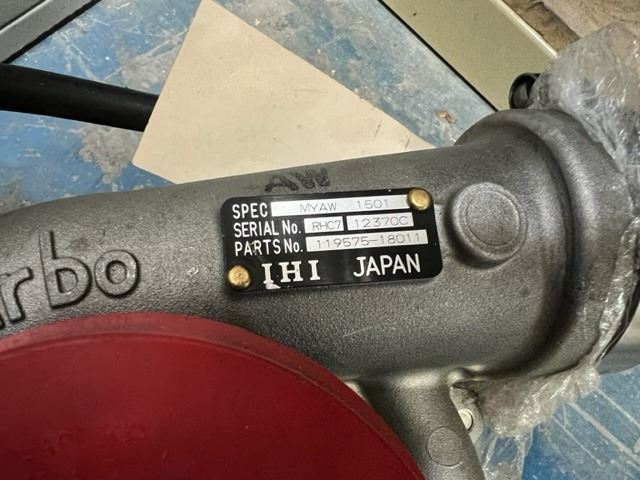 AW
SPEC MYAW 1501
SERIAL No. RHC7 12370C
PARTS No. 119575-18011
IHI JAPAN
rbo